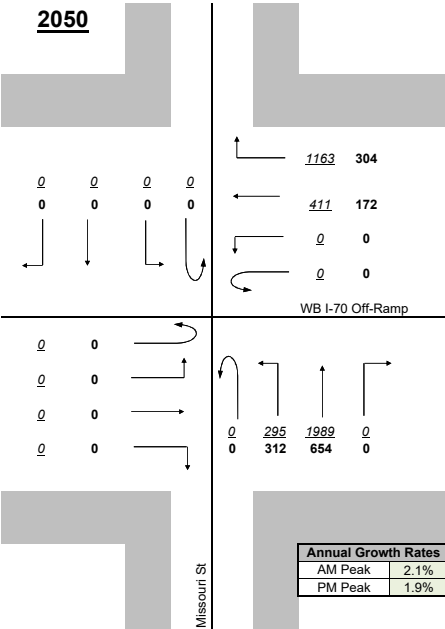 2050
1163 304
0 0 0 0
0 0 0 0
411 172
0 0
0 0
WB I-70 Off-Ramp
0 0
0 0
0 0
0 0
0 295 1989 0
0 312 654 0
Missouri St
Annual Growth Rates
AM Peak 2.1%
PM Peak 1.9%